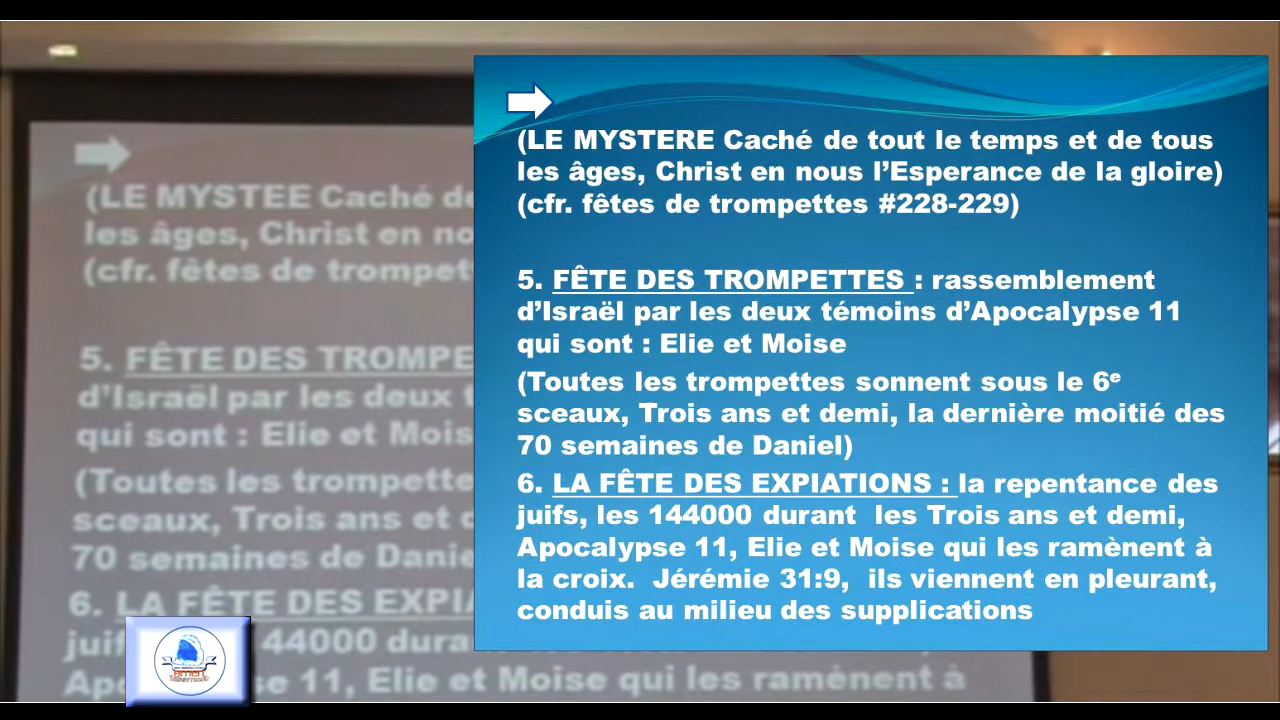 (LE MYSTERE Caché de tout le temps et de tous
les âges, Christ en nous l’Esperance de la gloire)
(cfr. fêtes de trompettes #228-229)
5. FÊTE DES TROMPETTES : rassemblement
d’Israël par les deux témoins d’Apocalypse 11
qui sont : Elie et Moise
(Toutes les trompettes sonnent sous le 6e
sceaux, Trois ans et demi, la dernière moitié des
70 semaines de Daniel)
6. LA FÊTE DES EXPIATIONS : la repentance des
juifs, les 144000 durant les Trois ans et demi,
Apocalypse 11, Elie et Moise qui les ramènent à
la croix. Jérémie 31:9, ils viennent en pleurant,
conduis au milieu des supplications
(LE MYSTEE Caché de
les âges, Christ en no
(cfr. fêtes de trompet
5. FÊTE DES TROMPE
d’Israël par les deux t
qui sont : Elie et Mois
(Toutes les trompette
sceaux, Trois ans et d
70 semaines de Danie
6. LA FÊTE DES EXPIA
juifs 44000 dura
Apo se 11, Elie et Moise qui les ramènent à